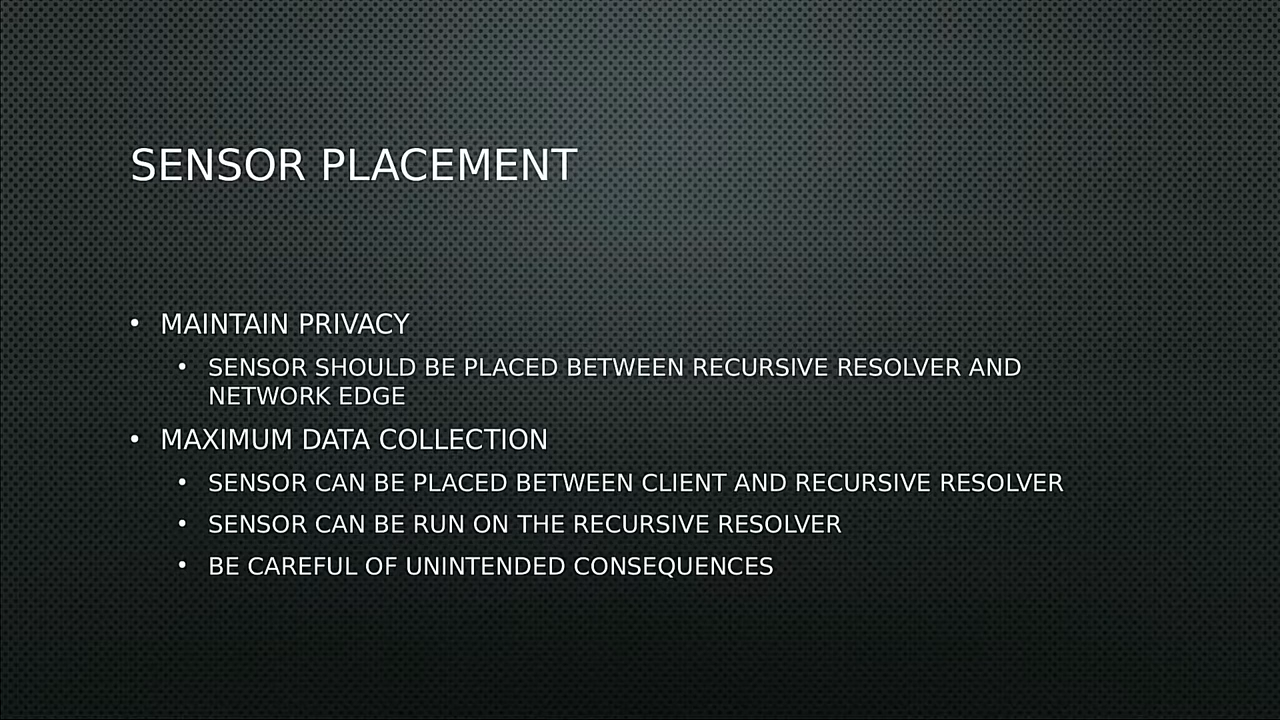 SENSOR PLACEMENT
• MAINTAIN PRIVACY
• SENSOR SHOULD BE PLACED BETWEEN RECURSIVE RESOLVER AND
NETWORK EDGE
• MAXIMUM DATA COLLECTION
• SENSOR CAN BE PLACED BETWEEN CLIENT AND RECURSIVE RESOLVER
• SENSOR CAN BE RUN ON THE RECURSIVE RESOLVER
• BE CAREFUL OF UNINTENDED CONSEQUENCES